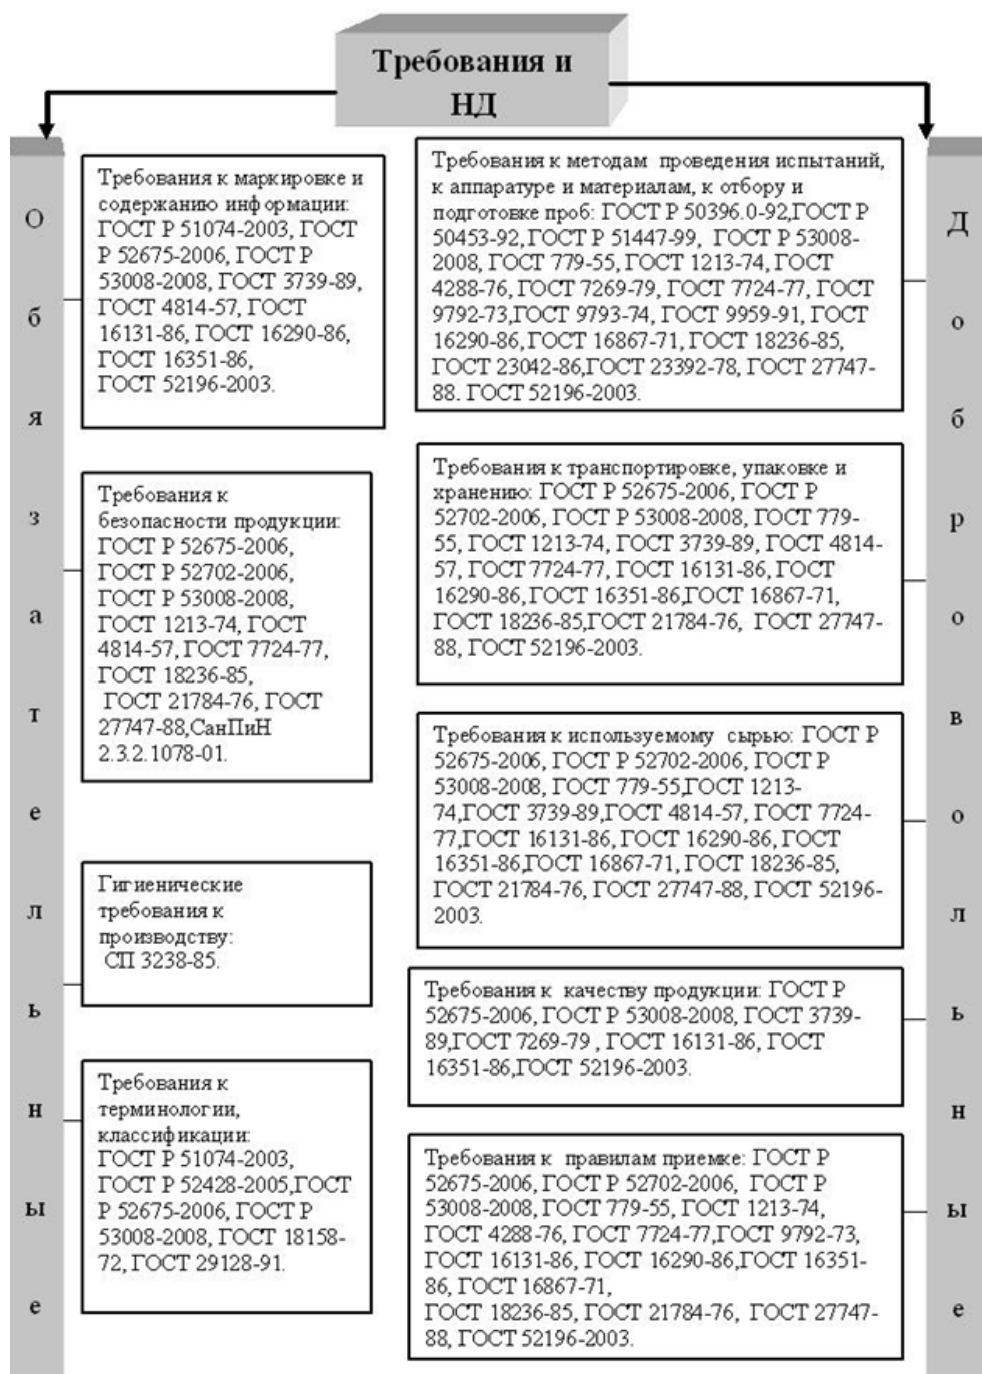 Требования и
НД
Обязательные
Требования к маркировке и
содержанию информации:
ГОСТ Р 51074-2003, ГОСТ
Р 52675-2006, ГОСТ Р
53008-2008, ГОСТ 3739-89,
ГОСТ 4814-57, ГОСТ
16131-86, ГОСТ 16290-86,
ГОСТ 16351-86,
ГОСТ 52196-2003.
Требования к
безопасности продукции:
ГОСТ Р 52675-2006,
ГОСТ Р 52702-2006,
ГОСТ Р 53008-2008,
ГОСТ 1213-74, ГОСТ
4814-57, ГОСТ 7724-77,
ГОСТ 18236-85,
ГОСТ 21784-76, ГОСТ
27747-88,СанПиН
2.3.2.1078-01.
Гигиенические
требования к
производству:
СП 3238-85.
Требования к
терминологии,
классификации:
ГОСТ Р 51074-2003,
ГОСТ Р 52428-2005,ГОСТ
Р 52675-2006, ГОСТ Р
53008-2008, ГОСТ 18158-
72, ГОСТ 29128-91.
Требования к методам проведения испытаний,
к аппаратуре и материалам, к отбору и
подготовке проб: ГОСТ Р 50396.0-92,ГОСТ Р
50453-92, ГОСТ Р 51447-99, ГОСТ Р 53008-
2008, ГОСТ 779-55, ГОСТ 1213-74, ГОСТ
4288-76, ГОСТ 7269-79, ГОСТ 7724-77, ГОСТ
9792-73,ГОСТ 9793-74, ГОСТ 9959-91, ГОСТ
16290-86, ГОСТ 16867-71, ГОСТ 18236-85,
ГОСТ 23042-86,ГОСТ 23392-78, ГОСТ 27747-
88. ГОСТ 52196-2003.
Требования к транспортировке, упаковке и
хранению: ГОСТ Р 52675-2006, ГОСТ Р
52702-2006, ГОСТ Р 53008-2008, ГОСТ 779-
55, ГОСТ 1213-74, ГОСТ 3739-89, ГОСТ 4814-
57, ГОСТ 7724-77, ГОСТ 16131-86, ГОСТ
16290-86, ГОСТ 16351-86,ГОСТ 16867-71,
ГОСТ 18236-85,ГОСТ 21784-76, ГОСТ 27747-
88, ГОСТ 52196-2003.
Требования к используемому сырью: ГОСТ Р
52675-2006, ГОСТ Р 52702-2006, ГОСТ Р
53008-2008, ГОСТ 779-55,ГОСТ 1213-
74,ГОСТ 3739-89,ГОСТ 4814-57, ГОСТ 7724-
77,ГОСТ 16131-86, ГОСТ 16290-86, ГОСТ
16351-86,ГОСТ 16867-71, ГОСТ 18236-85,
ГОСТ 21784-76, ГОСТ 27747-88, ГОСТ 52196-
2003.
Требования к качеству продукции: ГОСТ Р
52675-2006, ГОСТ Р 53008-2008, ГОСТ 3739-
89,ГОСТ 7269-79 , ГОСТ 16131-86, ГОСТ
16351-86,ГОСТ 52196-2003.
Требования к правилам приемке: ГОСТ Р
52675-2006, ГОСТ Р 52702-2006, ГОСТ Р
53008-2008, ГОСТ 779-55, ГОСТ 1213-74,
ГОСТ 4288-76, ГОСТ 7724-77,ГОСТ 9792-73,
ГОСТ 16131-86, ГОСТ 16290-86,ГОСТ 16351-
86, ГОСТ 16867-71,
ГОСТ 18236-85, ГОСТ 21784-76, ГОСТ 27747-
88, ГОСТ 52196-2003.
Добровольные